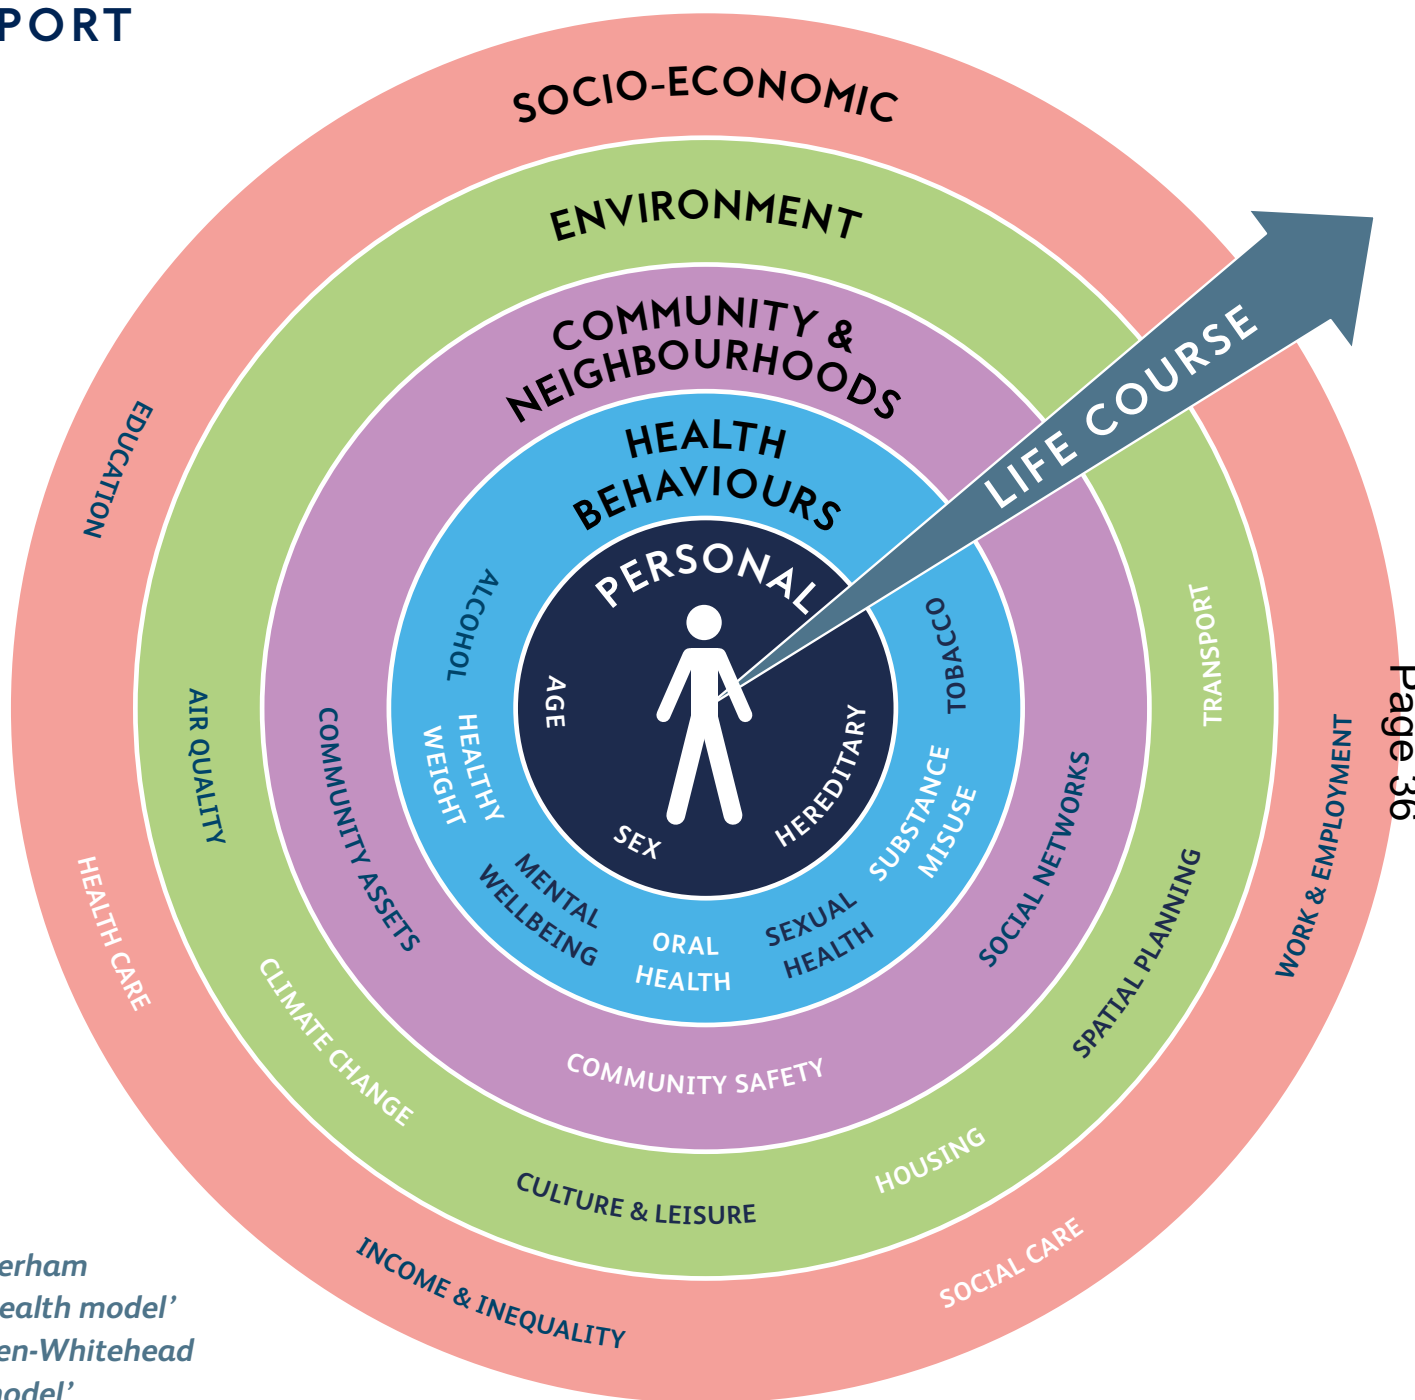 PORT
SOCIO-ECONOMIC
ENVIRONMENT
COMMUNITY &
NEIGHBOURHOODS
HEALTH
BEHAVIOURS
PERSONAL
LIFE COURSE
AGE
SEX
HEREDITARY
ALCOHOL
HEALTHY
WEIGHT
MENTAL
WELLBEING
ORAL
HEALTH
SEXUAL
HEALTH
SUBSTANCE
MISUSE
TOBACCO
COMMUNITY ASSETS
COMMUNITY SAFETY
SOCIAL NETWORKS
AIR QUALITY
CLIMATE CHANGE
CULTURE & LEISURE
HOUSING
SPATIAL PLANNING
TRANSPORT
EDUCATION
HEALTH CARE
INCOME & INEQUALITY
SOCIAL CARE
WORK & EMPLOYMENT
Page 36
erham
ealth model’
en-Whitehead
model’